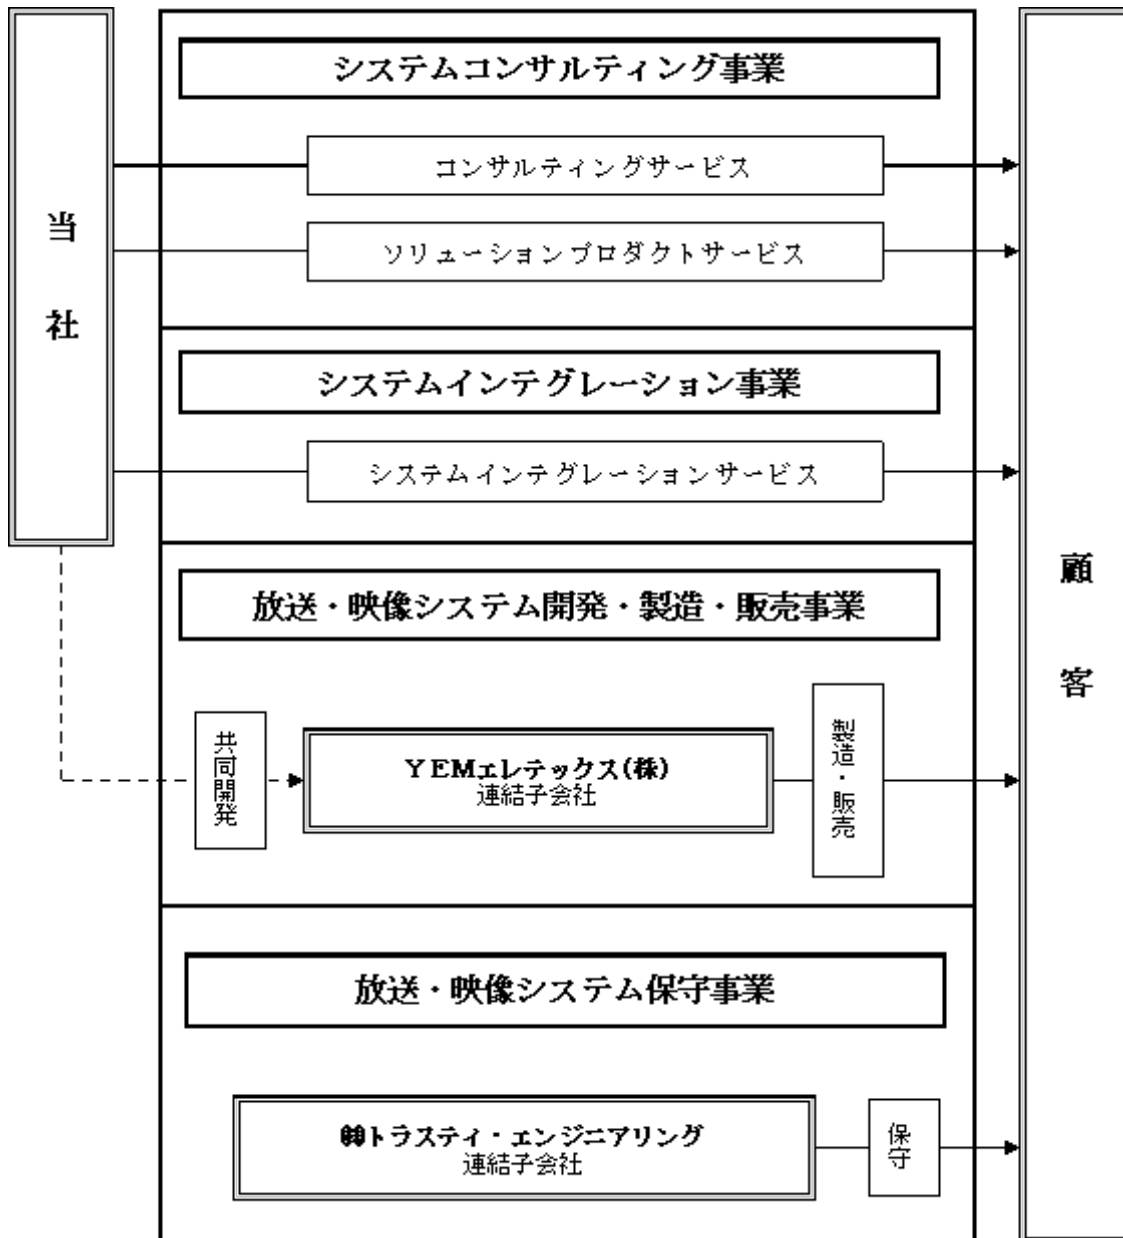 当社
システムコンサルティング事業
コンサルティングサービス
ソリューションプロダクトサービス
システムインテグレーション事業
システムインテグレーションサービス
放送・映像システム開発・製造・販売事業
共同開発
ＹＥＭエレテックス(株)
連結子会社
製造・販売
放送・映像システム保守事業
㈱トラスティ・エンジニアリング
連結子会社
保守
顧客